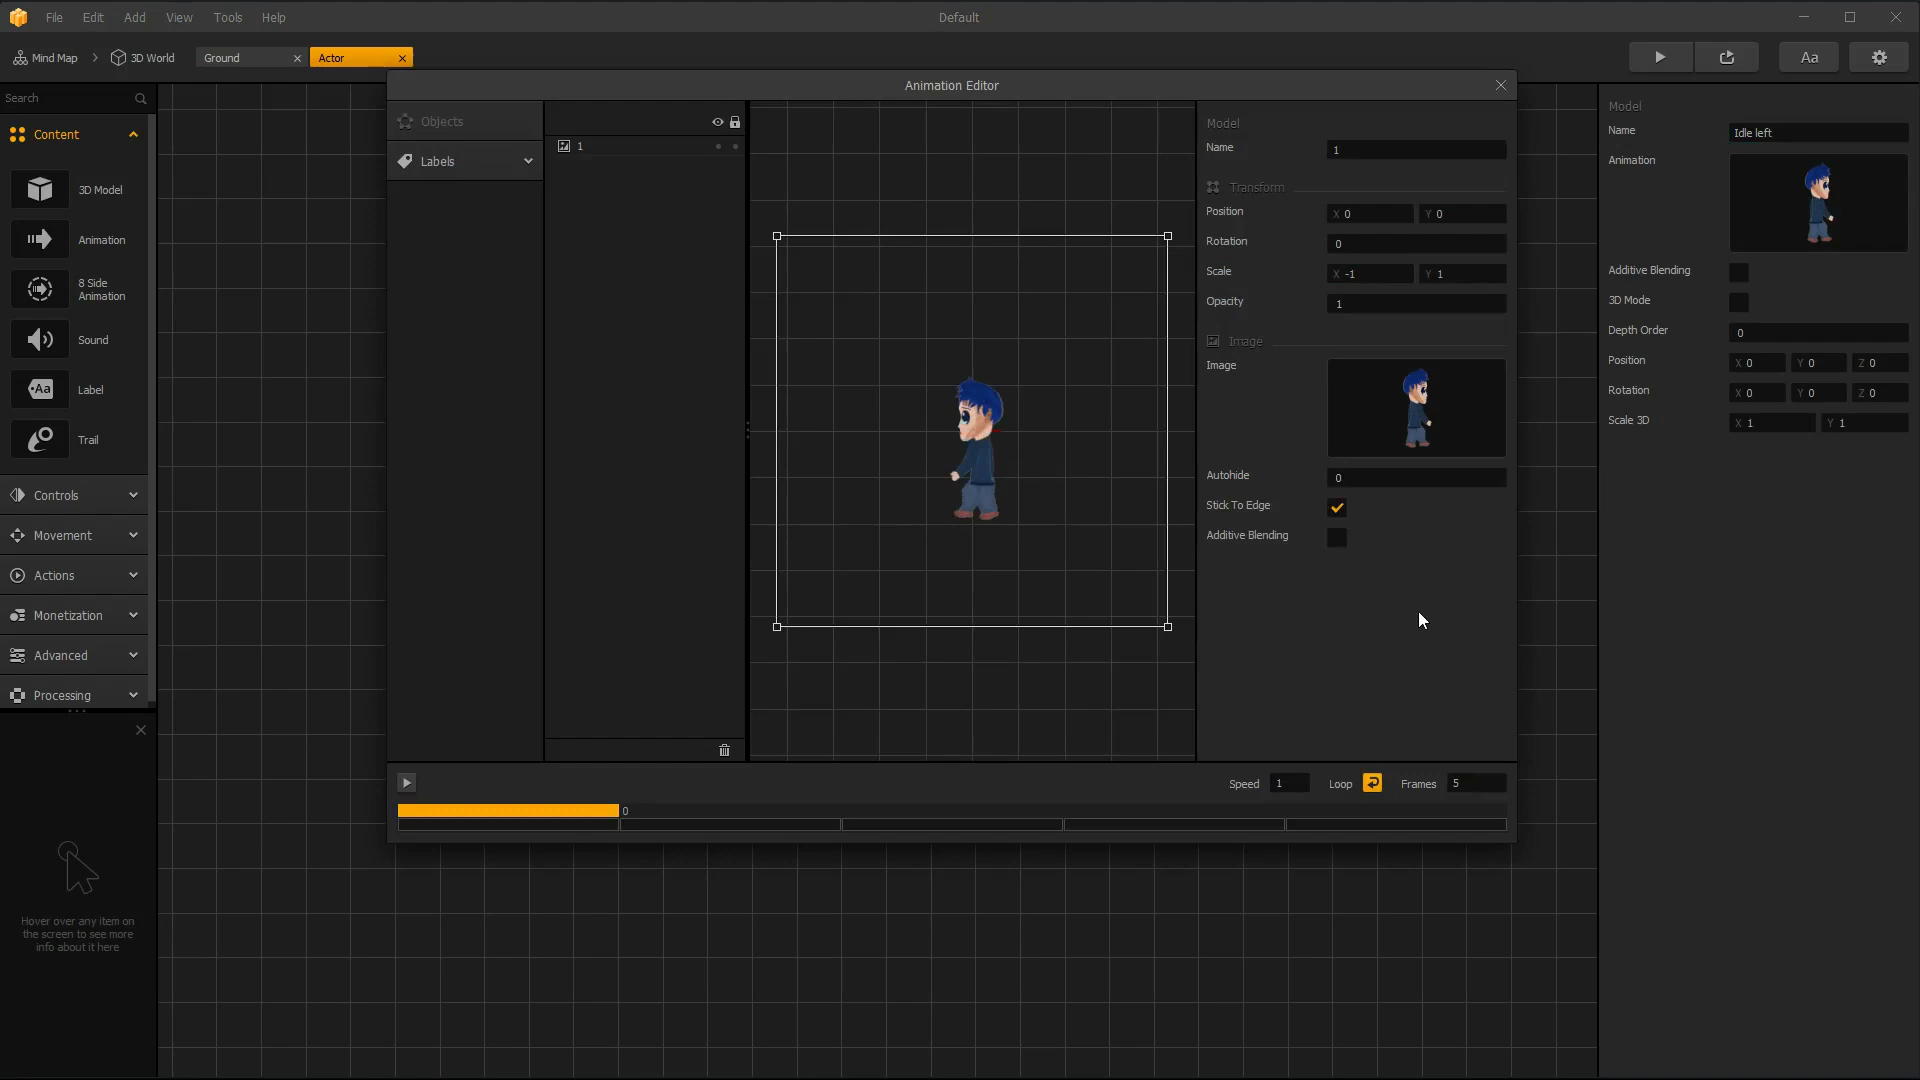 File Edit Add View Tools Help
Default
Mind Map 3D World Ground Actor
Aa
Search
Content
3D Model
Animation
8 Side
Animation
Sound
Aa Label
Trail
Controls
Movement
Actions
Monetization
Advanced
Processing
Hover over any item on
the screen to see more
info about it here
Animation Editor
Objects
Labels
1
Model
Name 1
Transform
Position X 0 Y 0
Rotation 0
Scale X -1 Y 1
Opacity 1
Image
Image
Autohide 0
Stick To Edge
Additive Blending
Speed 1 Loop Frames 5
0
Model
Name Idle left
Animation
Additive Blending
3D Mode
Depth Order 0
Position X 0 Y 0 Z 0
Rotation X 0 Y 0 Z 0
Scale 3D X 1 Y 1